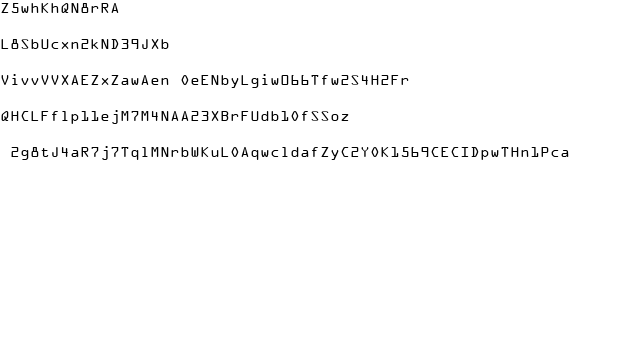 Z5whKhQN8rRA
L8SbUcxn2kND39JXb
VivvVVXAEZxZawAen 0eENbyLgiwO66Tfw2S4H2Fr
QHCLFflp11ejM7M4NAA23XBrFUdb10fSSoz
2g8tJ4aR7j7TqlMNrbWKuL0AqwcldafZyC2Y0K1569CECIDpwTHn1Pca